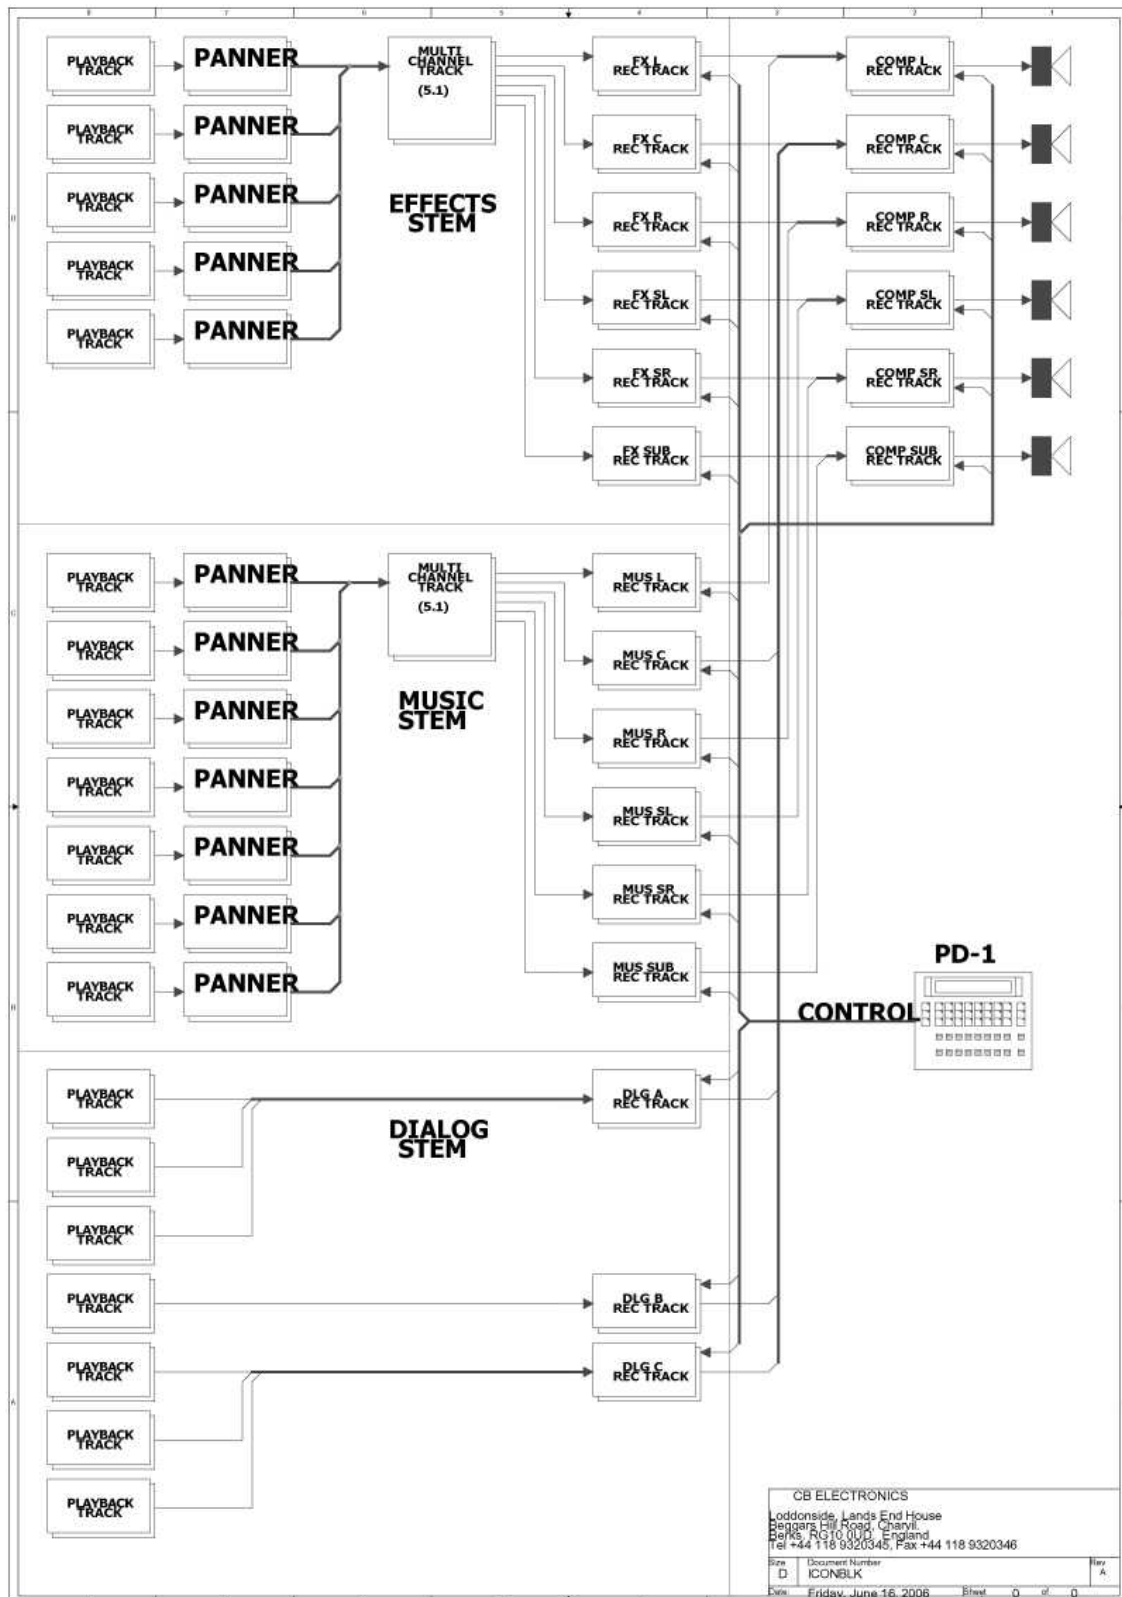 8 7 6 5 4 3 2 1
PLAYBACK
TRACK
PANNER
PLAYBACK
TRACK
PANNER
PLAYBACK
TRACK
PANNER
PLAYBACK
TRACK
PANNER
PLAYBACK
TRACK
PANNER
MULTI
CHANNEL
TRACK
(5.1)
EFFECTS
STEM
FX L
REC TRACK
FX C
REC TRACK
FX R
REC TRACK
FX SL
REC TRACK
FX SR
REC TRACK
FX SUB
REC TRACK
COMP L
REC TRACK
COMP C
REC TRACK
COMP R
REC TRACK
COMP SL
REC TRACK
COMP SR
REC TRACK
COMP SUB
REC TRACK
D
C
PLAYBACK
TRACK
PANNER
PLAYBACK
TRACK
PANNER
PLAYBACK
TRACK
PANNER
PLAYBACK
TRACK
PANNER
PLAYBACK
TRACK
PANNER
PLAYBACK
TRACK
PANNER
PLAYBACK
TRACK
PANNER
MULTI
CHANNEL
TRACK
(5.1)
MUSIC
STEM
MUS L
REC TRACK
MUS C
REC TRACK
MUS R
REC TRACK
MUS SL
REC TRACK
MUS SR
REC TRACK
MUS SUB
REC TRACK
PD-1
CONTROL
B
PLAYBACK
TRACK
PLAYBACK
TRACK
PLAYBACK
TRACK
PLAYBACK
TRACK
PLAYBACK
TRACK
PLAYBACK
TRACK
PLAYBACK
TRACK
DIALOG
STEM
DLG A
REC TRACK
DLG B
REC TRACK
DLG C
REC TRACK
A
CB ELECTRONICS
Loddonside, Lands End House
Beggars Hill Road, Charvil.
Berks, RG10 0UD, England
Tel +44 118 9320345, Fax +44 118 9320346
Size Document Number Rev
D ICONBLK A
Date: Friday, June 16, 2006 Sheet 0 of 0